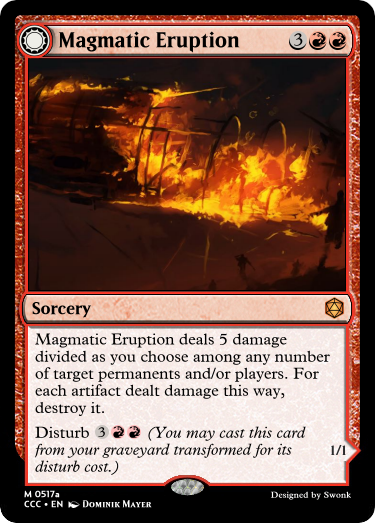 Magmatic Eruption 3
Sorcery
Magmatic Eruption deals 5 damage
divided as you choose among any number
of target permanents and/or players. For
each artifact dealt damage this way,
destroy it.
Disturb 3 (You may cast this card
from your graveyard transformed for its
disturb cost.)
1/1
M 0517a
CCC • EN Dominik Mayer
Designed by Swonk